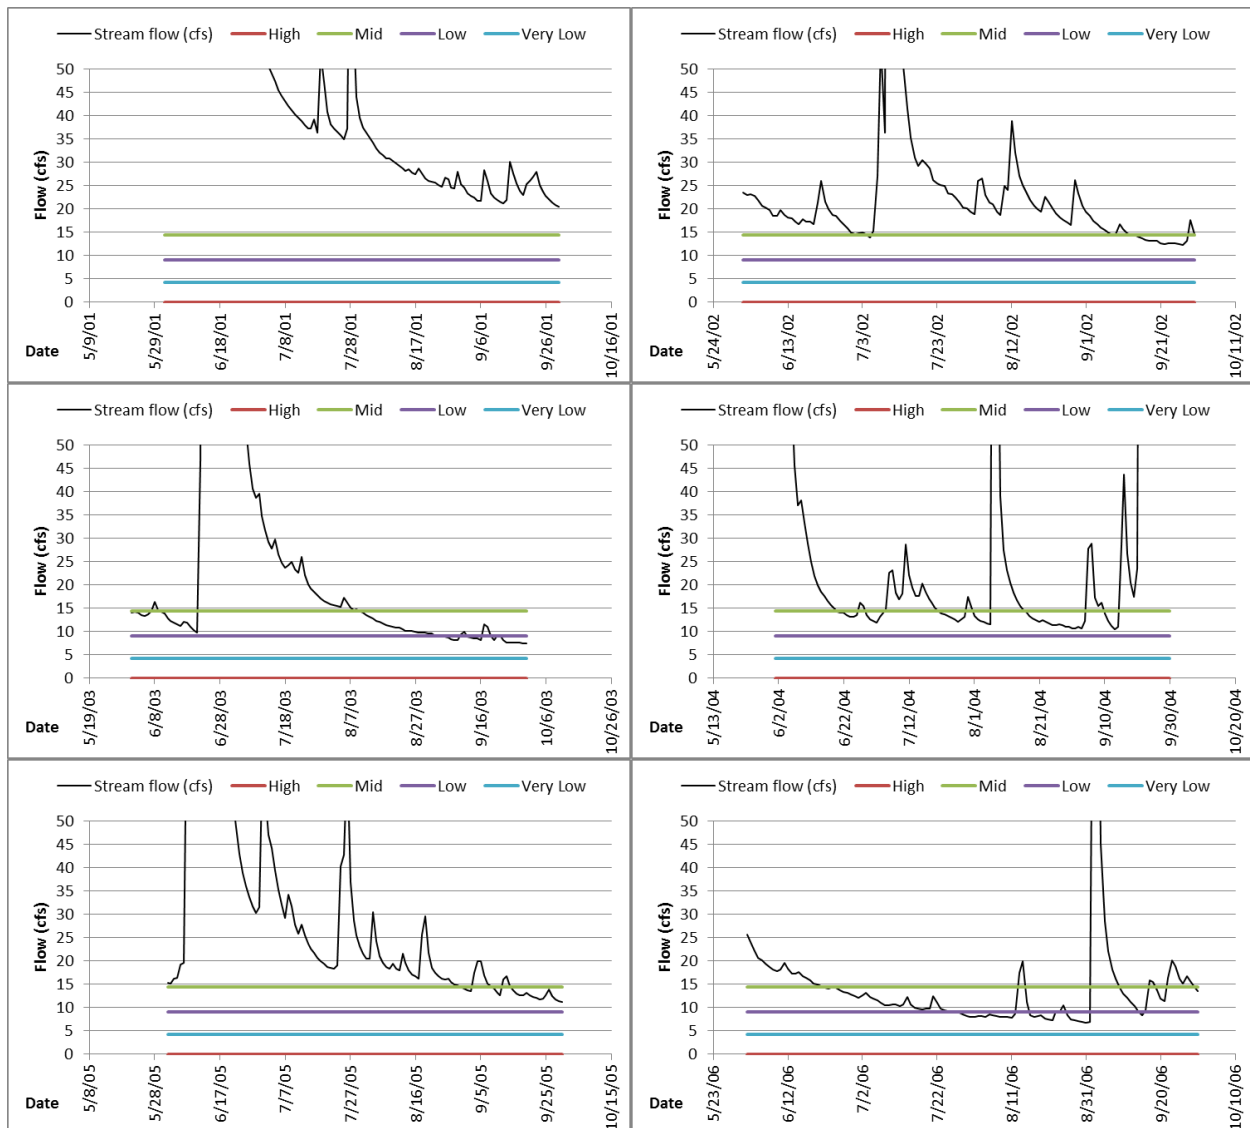 Stream flow (cfs) High Mid Low Very Low
50
45
40
35
30
25
20
15
10
5
0
Flow (cfs)
Date
5/9/01 5/29/01 6/18/01 7/8/01 7/28/01 8/17/01 9/6/01 9/26/01 10/16/01
Stream flow (cfs) High Mid Low Very Low
50
45
40
35
30
25
20
15
10
5
0
Flow (cfs)
Date
5/24/02 6/13/02 7/3/02 7/23/02 8/12/02 9/1/02 9/21/02 10/11/02
Stream flow (cfs) High Mid Low Very Low
50
45
40
35
30
25
20
15
10
5
0
Flow (cfs)
Date
5/19/03 6/8/03 6/28/03 7/18/03 8/7/03 8/27/03 9/16/03 10/6/03 10/26/03
Stream flow (cfs) High Mid Low Very Low
50
45
40
35
30
25
20
15
10
5
0
Flow (cfs)
Date
5/13/04 6/2/04 6/22/04 7/12/04 8/1/04 8/21/04 9/10/04 9/30/04 10/20/04
Stream flow (cfs) High Mid Low Very Low
50
45
40
35
30
25
20
15
10
5
0
Flow (cfs)
Date
5/8/05 5/28/05 6/17/05 7/7/05 7/27/05 8/16/05 9/5/05 9/25/05 10/15/05
Stream flow (cfs) High Mid Low Very Low
50
45
40
35
30
25
20
15
10
5
0
Flow (cfs)
Date
5/23/06 6/12/06 7/2/06 7/22/06 8/11/06 8/31/06 9/20/06 10/10/06